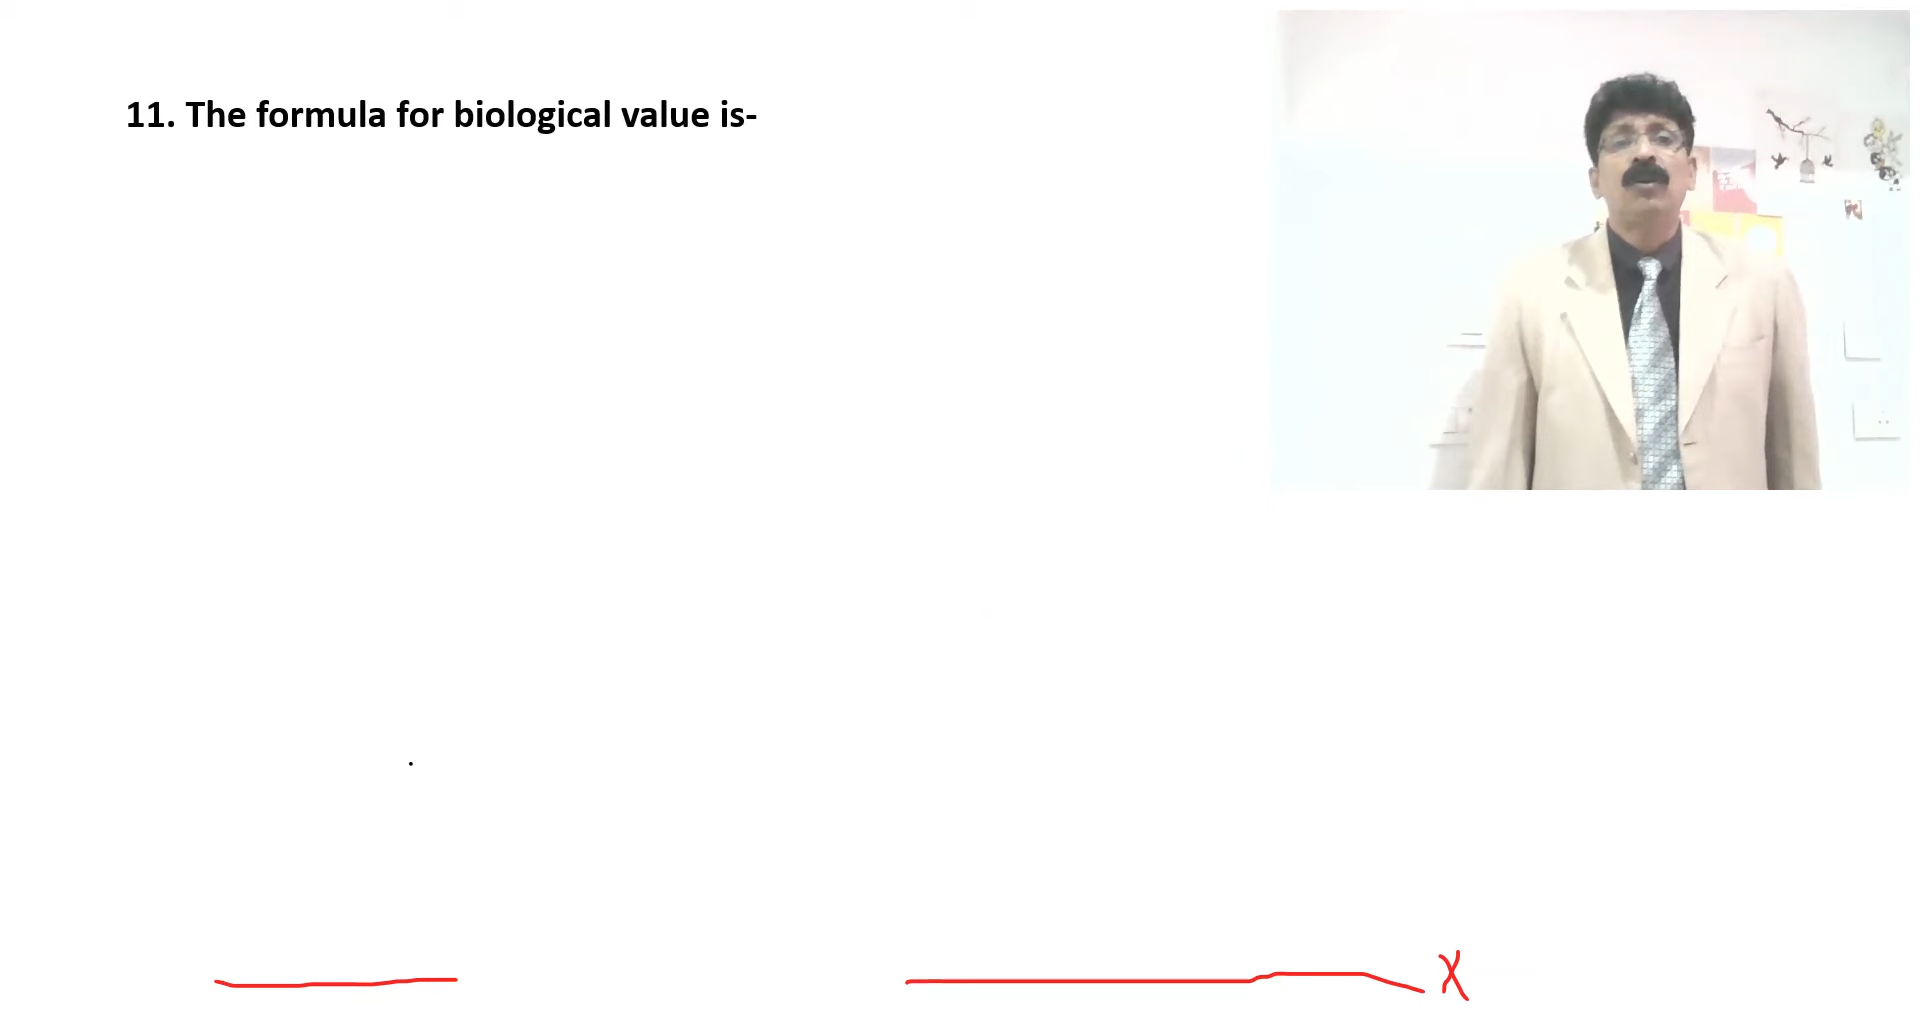 11. The formula for biological value is-
X